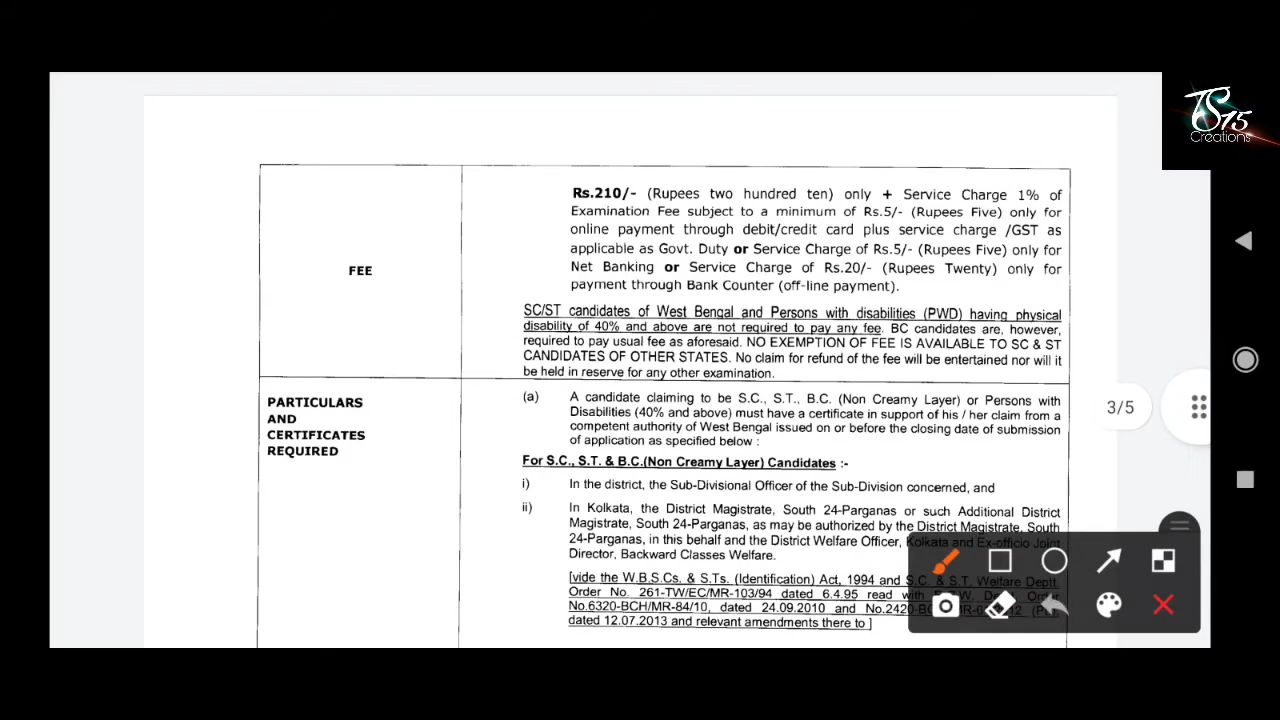 TS15
Creations
Rs.210/- (Rupees two hundred ten) only + Service Charge 1% of
Examination Fee subject to a minimum of Rs.5/- (Rupees Five) only for
online payment through debit/credit card plus service charge /GST as
applicable as Govt. Duty or Service Charge of Rs.5/- (Rupees Five) only for
Net Banking or Service Charge of Rs.20/- (Rupees Twenty) only for
payment through Bank Counter (off-line payment).
FEE
SC/ST candidates of West Bengal and Persons with disabilities (PWD) having physical
disability of 40% and above are not required to pay any fee. BC candidates are, however,
required to pay usual fee as aforesaid. NO EXEMPTION OF FEE IS AVAILABLE TO SC & ST
CANDIDATES OF OTHER STATES. No claim for refund of the fee will be entertained nor will it
be held in reserve for any other examination.
PARTICULARS
AND
CERTIFICATES
REQUIRED
(a) A candidate claiming to be S.C., S.T., B.C. (Non Creamy Layer) or Persons with
Disabilities (40% and above) must have a certificate in support of his / her claim from a
competent authority of West Bengal issued on or before the closing date of submission
of application as specified below :
3/5
For S.C., S.T. & B.C.(Non Creamy Layer) Candidates :-
i) In the district, the Sub-Divisional Officer of the Sub-Division concerned, and
ii) In Kolkata, the District Magistrate, South 24-Parganas or such Additional District
Magistrate, South 24-Parganas, as may be authorized by the District Magistrate, South
24-Parganas, in this behalf and the District Welfare Officer, Kolkata and Ex-officio Joint
Director, Backward Classes Welfare.
[vide the W.B.S.Cs. & S.Ts. (Identification) Act, 1994 and S.C. & S.T. Welfare Deptt.
Order No. 261-TW/EC/MR-103/94 dated 6.4.95 read with Order
No.6320-BCH/MR-84/10, dated 24.09.2010 and
dated 12.07.2013 and relevant amendments there to ]